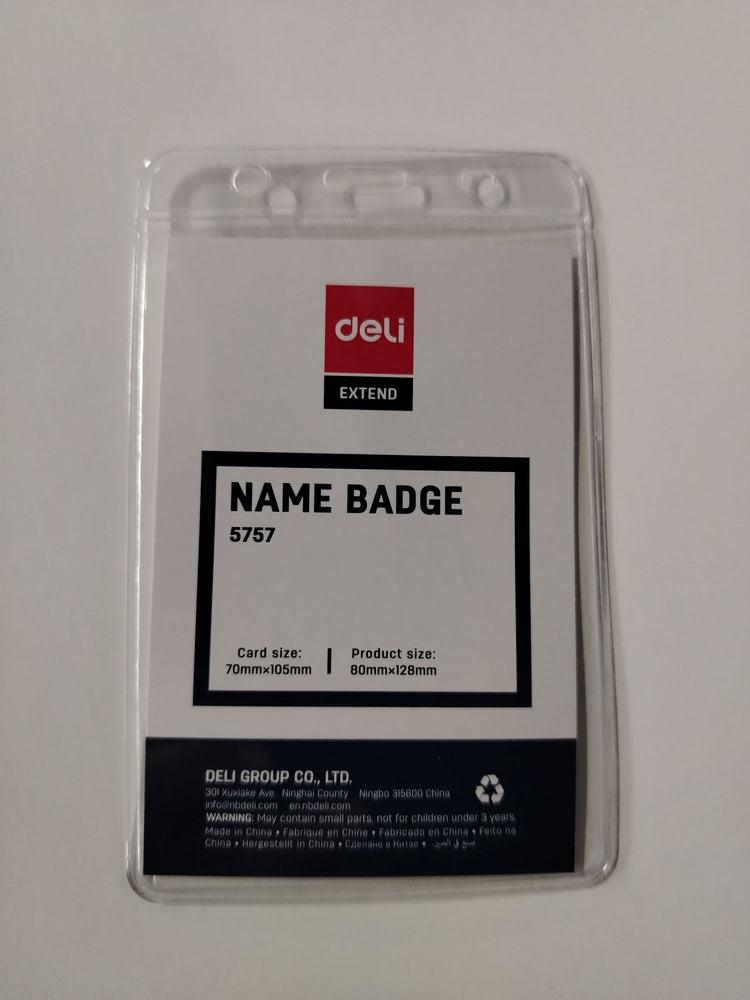 deli
EXTEND
NAME BADGE
5757
Card size:
70mm×105mm
Product size:
80mm×128mm
DELI GROUP CO., LTD.
301 Xuxiake Ave. Ninghai County Ningbo 315600 China
info@nbdeli.com en.nbdeli.com
WARNING: May contain small parts, not for children under 3 years.
Made in China • Fabriqué en Chine • Fabricado en China • Feito na
China • Hergestellt in China • Сделано в Китае • صنع في الصين